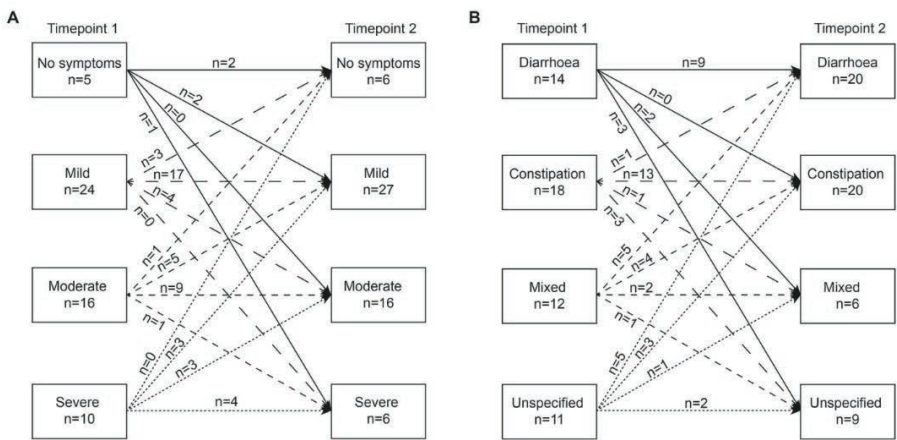 A
Timepoint 1
Timepoint 2
No symptoms
n=5
n=2
No symptoms
n=6
n=2
n=0
n=1
Mild
n=24
n=3
n=17
n=4
n=0
Mild
n=27
Moderate
n=16
n=1
n=5
n=9
n=1
Moderate
n=16
Severe
n=10
n=0
n=3
n=3
n=4
Severe
n=6
B
Timepoint 1
Timepoint 2
Diarrhoea
n=14
n=9
Diarrhoea
n=20
n=0
n=2
n=3
Constipation
n=18
n=1
n=13
n=1
n=3
Constipation
n=20
Mixed
n=12
n=5
n=4
n=2
n=1
Mixed
n=6
Unspecified
n=11
n=5
n=3
n=1
n=2
Unspecified
n=9